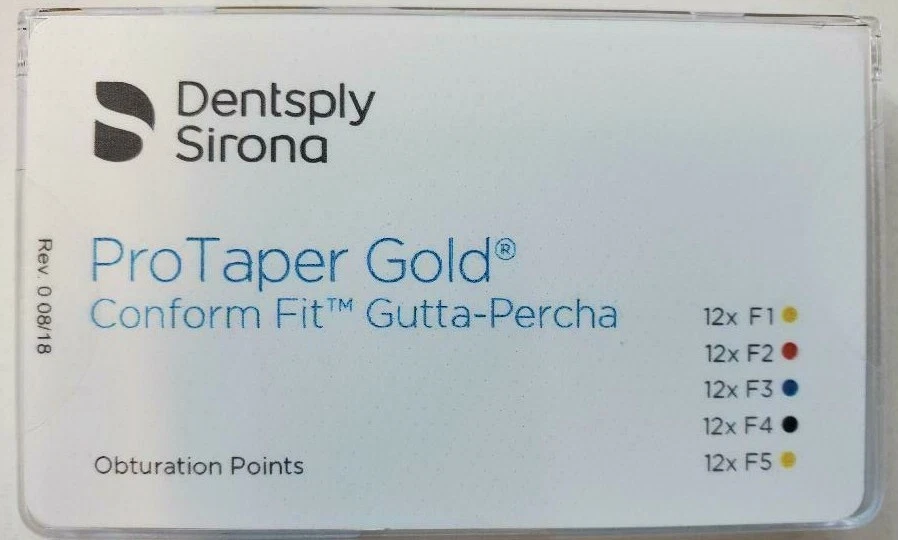 Dentsply
Sirona
Rev. 0 08/18
ProTaper Gold®
Conform Fit™ Gutta-Percha
12x F1
12x F2
12x F3
12x F4
12x F5
Obturation Points